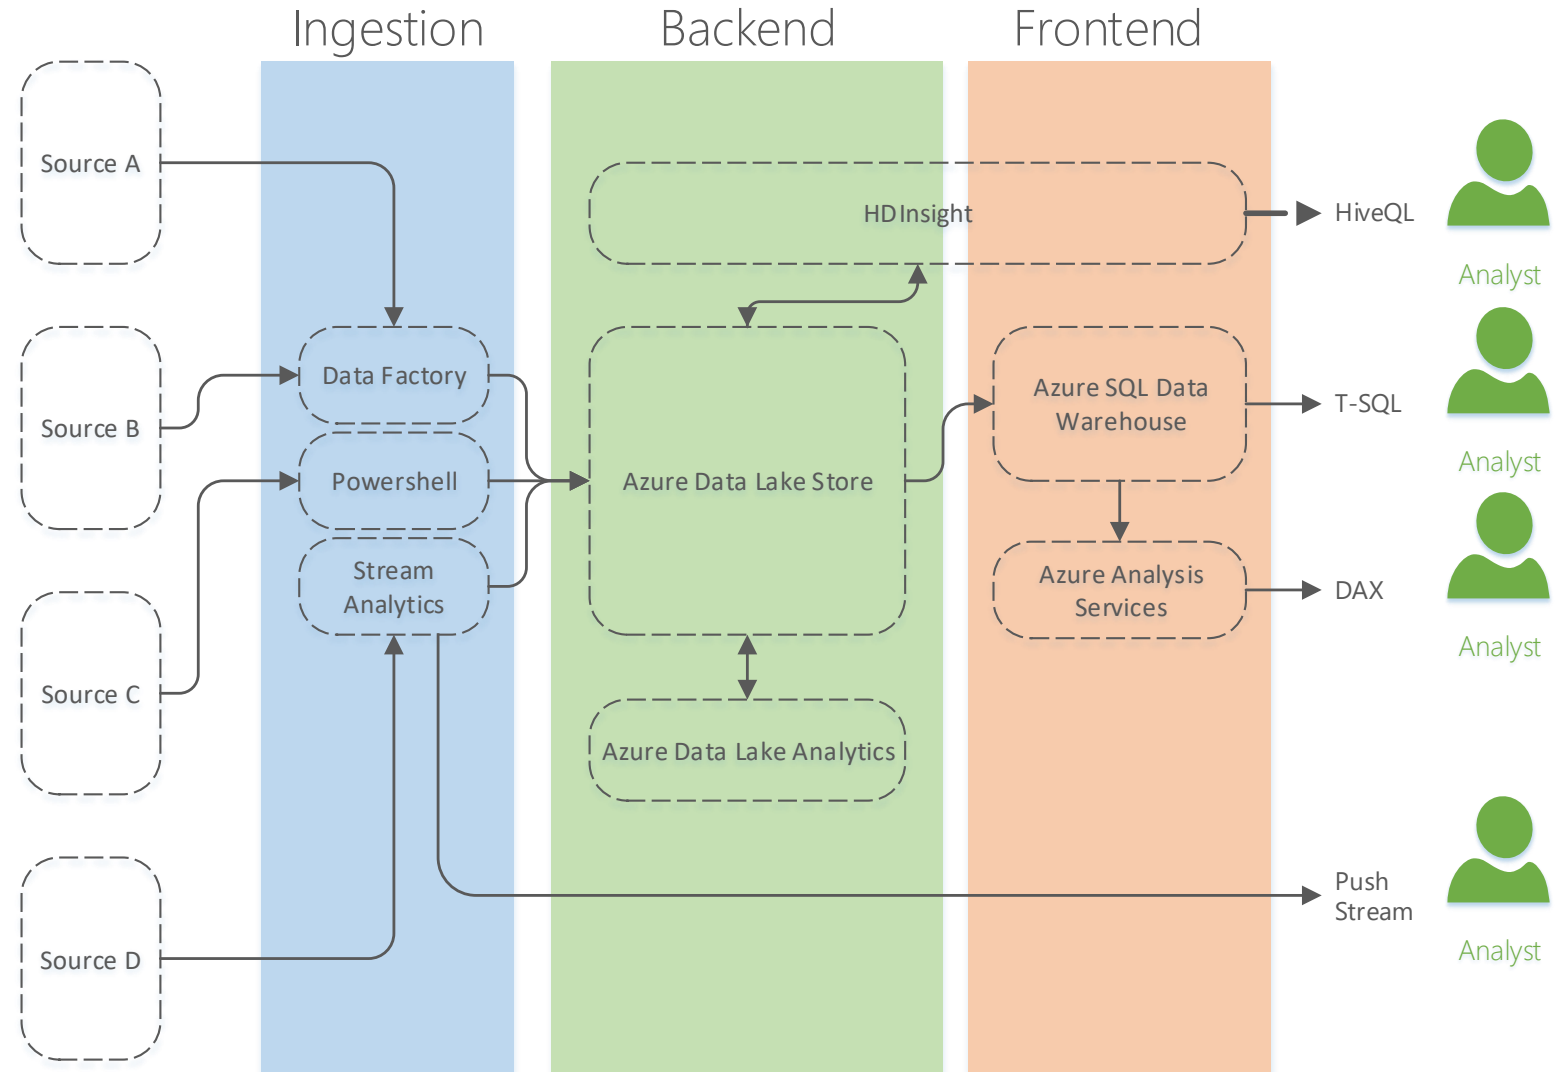 Ingestion
Backend
Frontend
Source A
HDInsight
HiveQL
Analyst
Source B
Data Factory
Powershell
Stream
Analytics
Azure Data Lake Store
Azure SQL Data
Warehouse
T-SQL
Analyst
Azure Analysis
Services
DAX
Analyst
Source C
Azure Data Lake Analytics
Source D
Push
Stream
Analyst